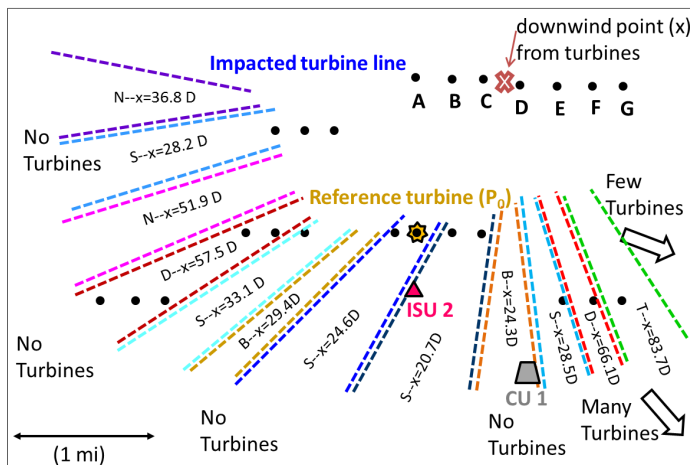 downwind point (x)
from turbines
Impacted turbine line
A B C D E F G
N--x=36.8 D
No
Turbines
S--x=28.2 D
N--x=51.9 D
Reference turbine (P0)
Few
Turbines
D--x=57.5 D
S--x=33.1 D
B--x=29.4D
S--x=24.6D
ISU 2
S--x=20.7D
B--x=24.3D
S--x=28.5D
D--x=66.1D
T--x=83.7D
No
Turbines
CU 1
No
Turbines
No
Turbines
Many
Turbines
(1 mi)